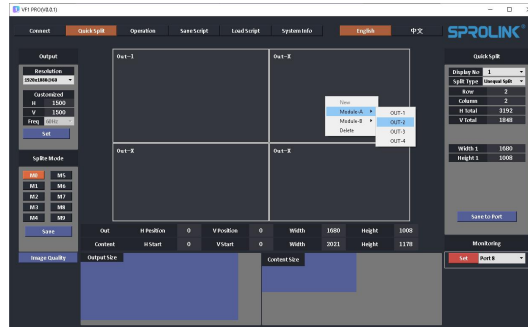 VF1 PRO(V8.0.1)
Connect QuickSplit Operation Save Script Load Script System Info English 中文 SPROLINK
Output
Resolution
1920x1080x60
Customized
H 1500
V 1500
Freq 60Hz
Set
Splite Mode
M0 M5
M1 M6
M2 M7
M3 M8
M4 M9
Save
Image Quality
Out-1 Out-X
New
Module-A OUT-1
Module-B OUT-2
Delete OUT-3
OUT-4
Out-X Out-X
Out H Position 0 V Position 0 Width 1680 Height 1008
Content H Start 0 V Start 0 Width 2021 Height 1178
Output Size Content Size
Quick Split
Display No 1
Split Type Unequal Split
Row 2
Column 2
H Total 3192
V Total 1848
Width 1 1680
Height 1 1008
Save to Port
Monitoring
Set Port 8